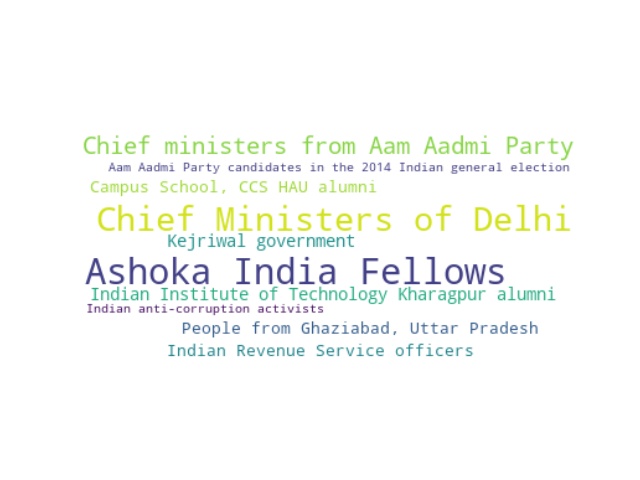 Chief ministers from Aam Aadmi Party
Aam Aadmi Party candidates in the 2014 Indian general election
Campus School, CCS HAU alumni
Chief Ministers of Delhi
Kejriwal government
Ashoka India Fellows
Indian Institute of Technology Kharagpur alumni
Indian anti-corruption activists
People from Ghaziabad, Uttar Pradesh
Indian Revenue Service officers